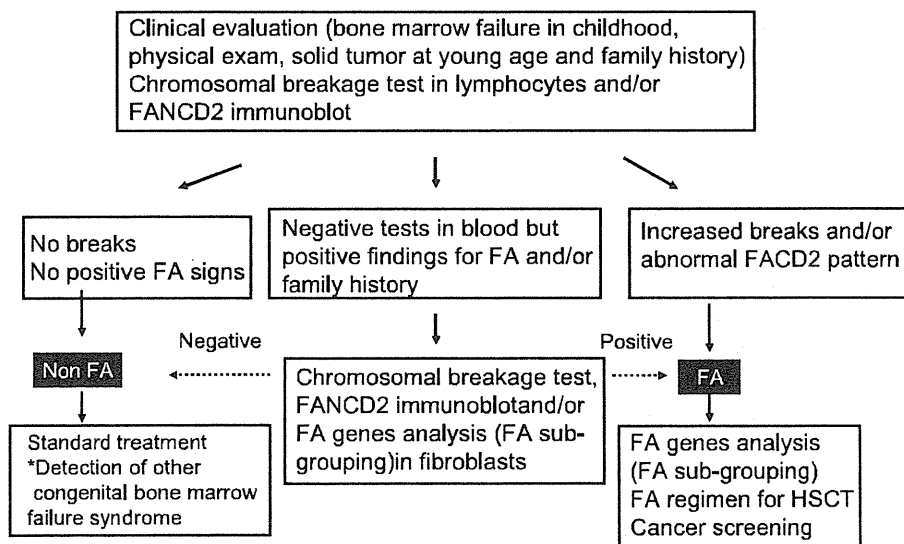 Clinical evaluation (bone marrow failure in childhood,
physical exam, solid tumor at young age and family history)
Chromosomal breakage test in lymphocytes and/or
FANCD2 immunoblot
No breaks
No positive FA signs
Negative tests in blood but
positive findings for FA and/or
family history
Increased breaks and/or
abnormal FACD2 pattern
Non FA
Negative
Chromosomal breakage test,
FANCD2 immunoblotand/or
FA genes analysis (FA sub-
grouping)in fibroblasts
Positive
FA
Standard treatment
*Detection of other
congenital bone marrow
failure syndrome
FA genes analysis
(FA sub-grouping)
FA regimen for HSCT
Cancer screening